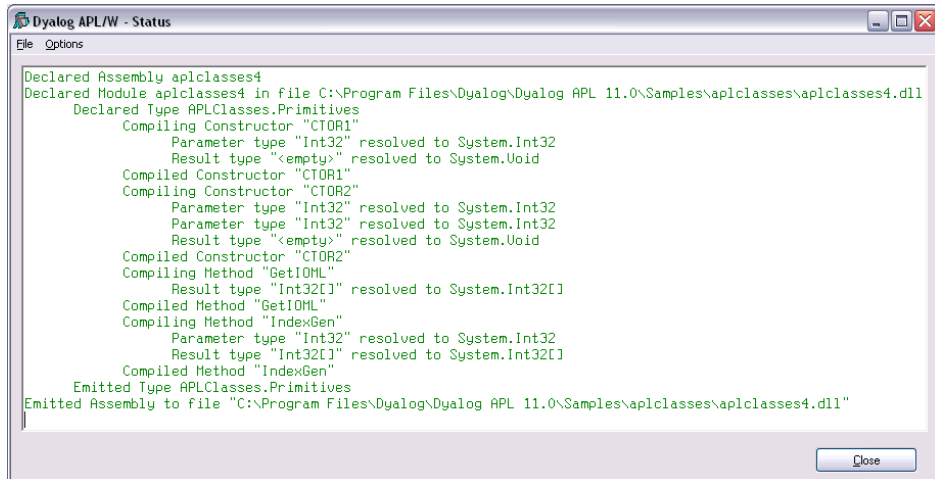 Dyalog APL/W - Status
File Options
Declared Assembly aplclasses4
Declared Module aplclasses4 in file C:\Program Files\Dyalog\Dyalog APL 11.0\Samples\aplclasses\aplclasses4.dll
Declared Type APLClasses.Primitives
Compiling Constructor "CTOR1"
Parameter type "Int32" resolved to System.Int32
Result type "<empty>" resolved to System.Void
Compiled Constructor "CTOR1"
Compiling Constructor "CTOR2"
Parameter type "Int32" resolved to System.Int32
Parameter type "Int32" resolved to System.Int32
Result type "<empty>" resolved to System.Void
Compiled Constructor "CTOR2"
Compiling Method "GetIOML"
Result type "Int32[]" resolved to System.Int32[]
Compiled Method "GetIOML"
Compiling Method "IndexGen"
Parameter type "Int32" resolved to System.Int32
Result type "Int32[]" resolved to System.Int32[]
Compiled Method "IndexGen"
Emitted Type APLClasses.Primitives
Emitted Assembly to file "C:\Program Files\Dyalog\Dyalog APL 11.0\Samples\aplclasses\aplclasses4.dll"
Close